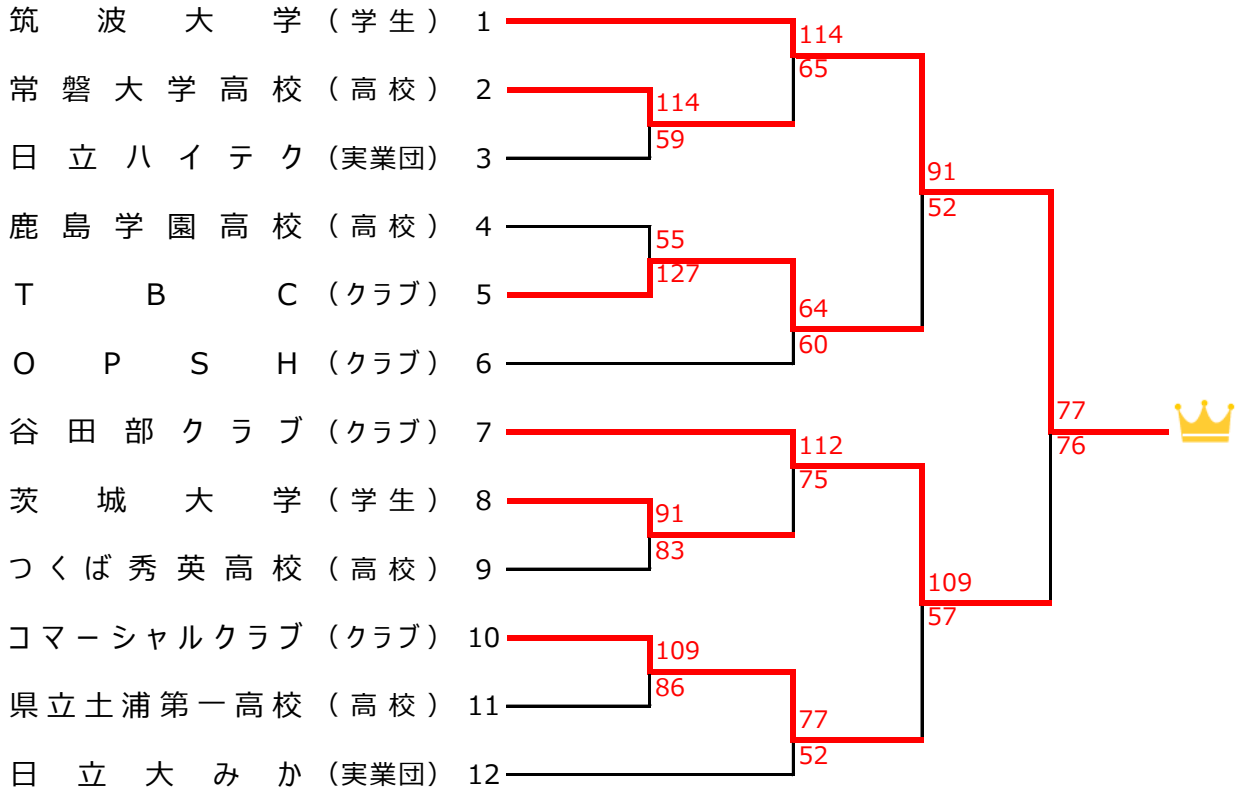 筑波大学（学生） 1
114
65
常磐大学高校（高校） 2
114
59
日立ハイテク（実業団） 3
91
52
鹿島学園高校（高校） 4
55
127
TBC（クラブ） 5
64
60
OPSH（クラブ） 6
77
76
谷田部クラブ（クラブ） 7
112
75
茨城大学（学生） 8
91
83
つくば秀英高校（高校） 9
109
57
コマーシャルクラブ（クラブ） 10
109
86
県立土浦第一高校（高校） 11
77
52
日立大みか（実業団） 12